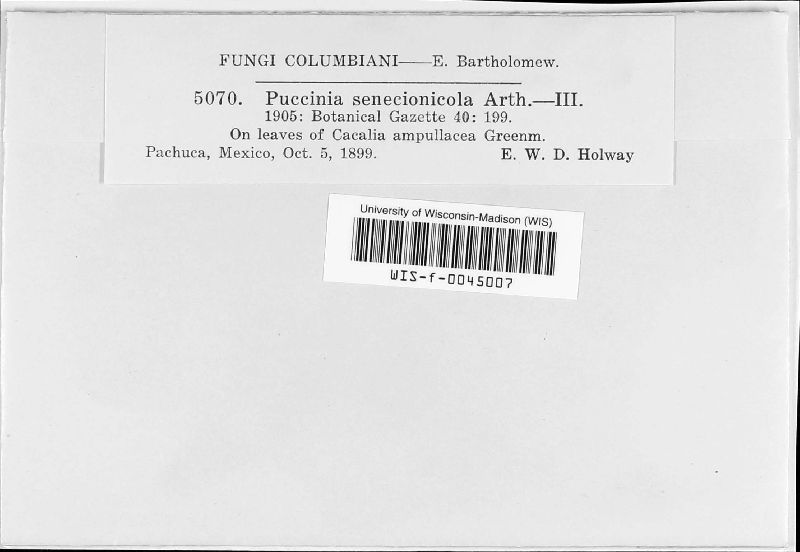 FUNGI COLUMBIANI——E. Bartholomew.
5070. Puccinia senecionicola Arth.—III.
1905: Botanical Gazette 40: 199.
On leaves of Cacalia ampullacea Greenm.
Pachuca, Mexico, Oct. 5, 1899. E. W. D. Holway
University of Wisconsin-Madison (WIS)
WIS-f-0045007